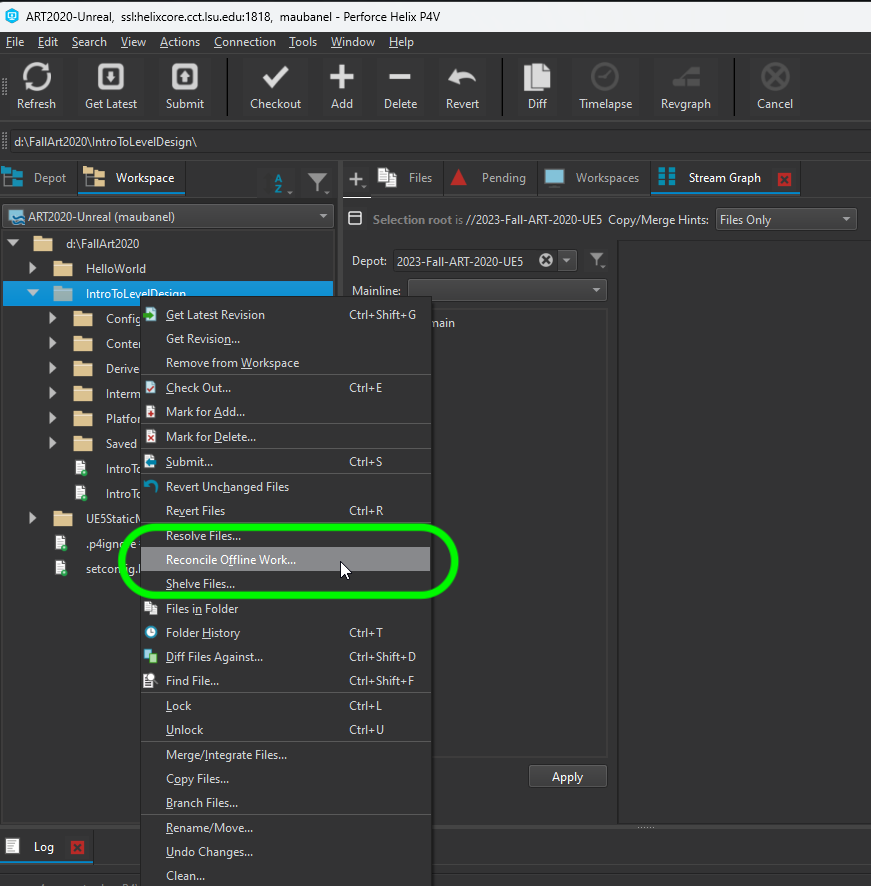 ART2020-Unreal, ssl:helixcore.cct.lsu.edu:1818, maubanel - Perforce Helix P4V
File Edit Search View Actions Connection Tools Window Help
Refresh Get Latest Submit Checkout Add Delete Revert Diff Timelapse Revgraph Cancel
d:\FallArt2020\IntroToLevelDesign\
Depot Workspace A Z Files Pending Workspaces Stream Graph
ART2020-Unreal (maubanel)
Selection root is //2023-Fall-ART-2020-UE5 Copy/Merge Hints: Files Only
d:\FallArt2020
HelloWorld
Depot: 2023-Fall-ART-2020-UE5
IntroToLevelDesign
Mainline:
Config
Conte
Derive
Interm
Platfor
Saved
IntroTo
IntroTo
UE5StaticM
.p4ignore
setconfig.
main
Get Latest Revision Ctrl+Shift+G
Get Revision...
Remove from Workspace
Check Out... Ctrl+E
Mark for Add...
Mark for Delete...
Submit... Ctrl+S
Revert Unchanged Files
Revert Files Ctrl+R
Resolve Files...
Reconcile Offline Work...
Shelve Files...
Files in Folder
Folder History Ctrl+T
Diff Files Against... Ctrl+Shift+D
Find File... Ctrl+Shift+F
Lock Ctrl+L
Unlock Ctrl+U
Merge/Integrate Files...
Copy Files...
Branch Files...
Rename/Move...
Undo Changes...
Clean...
Apply
Log